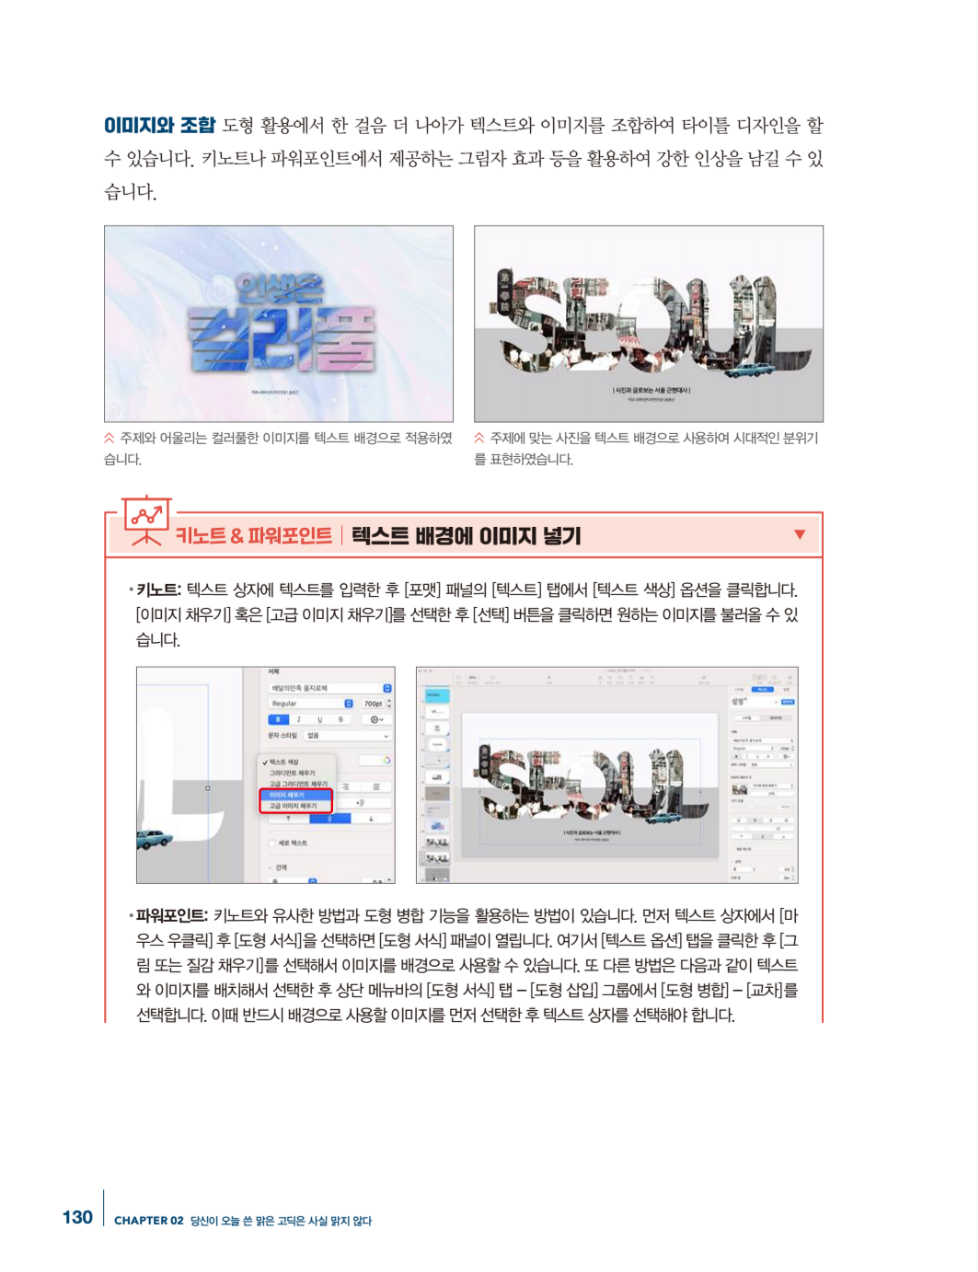 이미지와 조합 도형 활용에서 한 걸음 더 나아가 텍스트와 이미지를 조합하여 타이틀 디자인을 할
수 있습니다. 키노트나 파워포인트에서 제공하는 그림자 효과 등을 활용하여 강한 인상을 남길 수 있
습니다.
인생은
컬러풀
第一學院
SEOUL
| 사진과 글로보는 서울 근현대사 |
주제와 어울리는 컬러풀한 이미지를 텍스트 배경으로 적용하였
습니다.
주제에 맞는 사진을 텍스트 배경으로 사용하여 시대적인 분위기
를 표현하였습니다.
키노트 & 파워포인트 | 텍스트 배경에 이미지 넣기
• 키노트: 텍스트 상자에 텍스트를 입력한 후 [포맷] 패널의 [텍스트] 탭에서 [텍스트 색상] 옵션을 클릭합니다.
[이미지 채우기] 혹은 [고급 이미지 채우기]를 선택한 후 [선택] 버튼을 클릭하면 원하는 이미지를 불러올 수 있
습니다.
서체
배달의민족 을지로체
Regular 700pt
B I U S
문자 스타일 없음
✓ 텍스트 색상
그라디언트 채우기
고급 그라디언트 채우기
이미지 채우기
고급 이미지 채우기
세로 텍스트
간격
SEOUL
| 사진과 글로보는 서울 근현대사 |
• 파워포인트: 키노트와 유사한 방법과 도형 병합 기능을 활용하는 방법이 있습니다. 먼저 텍스트 상자에서 [마
우스 우클릭] 후 [도형 서식]을 선택하면 [도형 서식] 패널이 열립니다. 여기서 [텍스트 옵션] 탭을 클릭한 후 [그
림 또는 질감 채우기]를 선택해서 이미지를 배경으로 사용할 수 있습니다. 또 다른 방법은 다음과 같이 텍스트
와 이미지를 배치해서 선택한 후 상단 메뉴바의 [도형 서식] 탭 – [도형 삽입] 그룹에서 [도형 병합] – [교차]를
선택합니다. 이때 반드시 배경으로 사용할 이미지를 먼저 선택한 후 텍스트 상자를 선택해야 합니다.
130 CHAPTER 02 당신이 오늘 쓴 맑은 고딕은 사실 맑지 않다